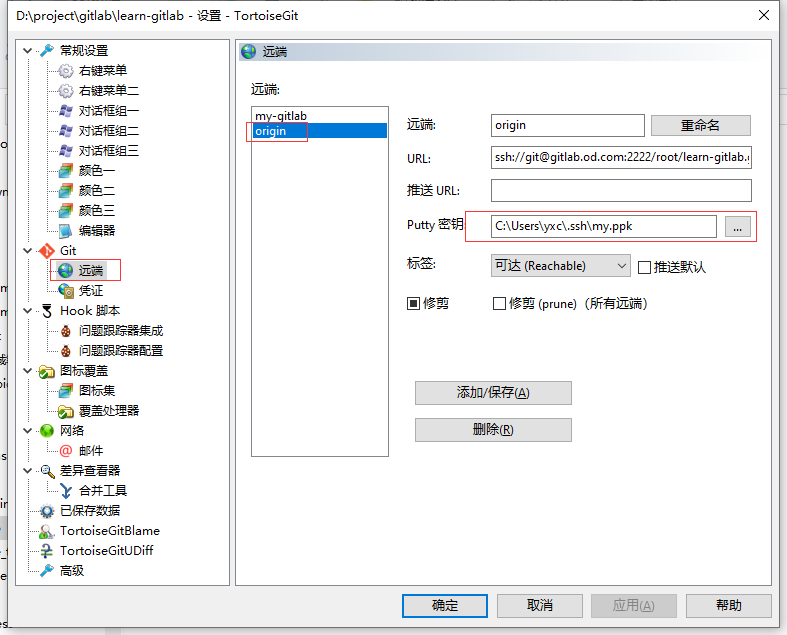 D:\project\gitlab\learn-gitlab - 设置 - TortoiseGit
常规设置
右键菜单
右键菜单二
对话框组一
对话框组二
对话框组三
颜色一
颜色二
颜色三
编辑器
Git
远端
凭证
Hook 脚本
问题跟踪器集成
问题跟踪器配置
图标覆盖
图标集
覆盖处理器
网络
邮件
差异查看器
合并工具
已保存数据
TortoiseGitBlame
TortoiseGitUDiff
高级
远端
远端:
my-gitlab
origin
远端:
origin
重命名
URL:
ssh://git@gitlab.od.com:2222/root/learn-gitlab.
推送 URL:
Putty 密钥:
C:\Users\yxc\.ssh\my.ppk
...
标签:
可达 (Reachable)
推送默认
修剪
修剪 (prune)（所有远端）
添加/保存(A)
删除(R)
确定
取消
应用(A)
帮助